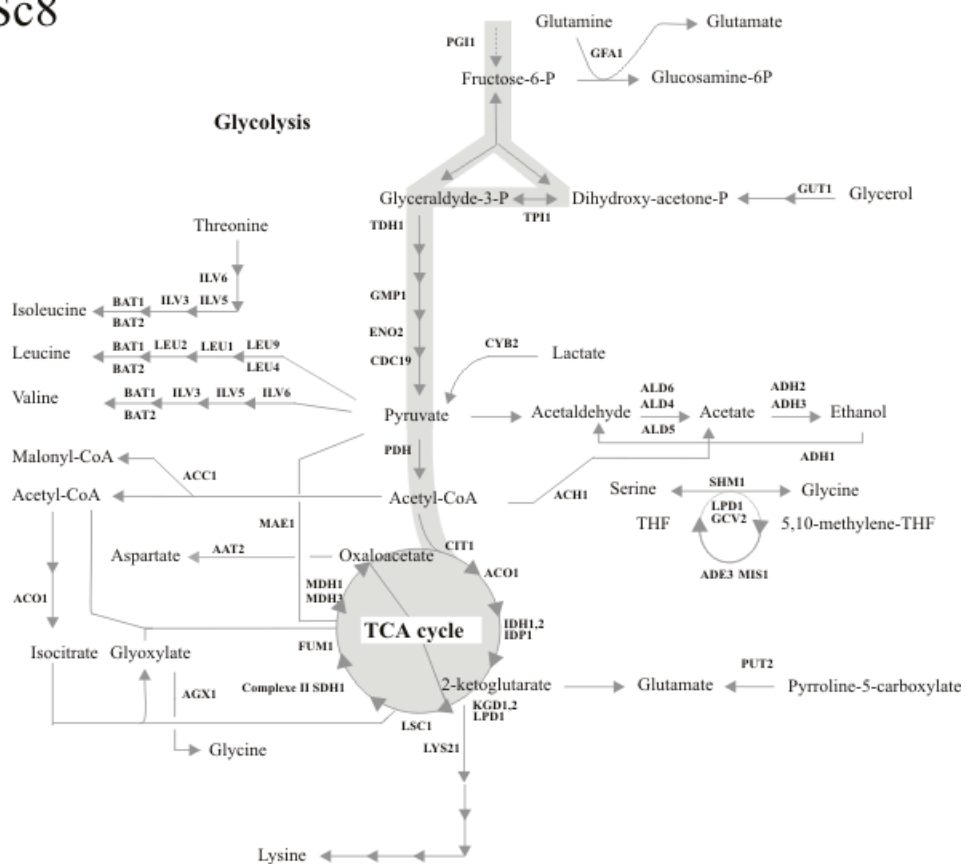 Sc8
Glutamine
Glutamate
PGI1
GFA1
Fructose-6-P
Glucosamine-6P
Glycolysis
Glyceraldyde-3-P
Dihydroxy-acetone-P
GUT1
Glycerol
TPI1
TDH1
Threonine
ILV6
Isoleucine
BAT1
ILV3
ILV5
BAT2
GMP1
ENO2
CDC19
Leucine
BAT1
LEU2
LEU1
LEU9
BAT2
LEU4
CYB2
Lactate
Valine
BAT1
ILV3
ILV5
ILV6
BAT2
Pyruvate
Acetaldehyde
ALD6
ALD4
ALD5
Acetate
ADH2
ADH3
Ethanol
ADH1
PDH
Malonyl-CoA
ACC1
Acetyl-CoA
Acetyl-CoA
ACH1
Serine
SHM1
Glycine
LPD1
GCV2
THF
5,10-methylene-THF
ADE3 MIS1
MAE1
Aspartate
AAT2
Oxaloacetate
CIT1
ACO1
MDH1
MDH3
ACO1
TCA cycle
IDH1,2
IDP1
FUM1
Isocitrate
Glyoxylate
AGX1
Complexe II SDH1
2-ketoglutarate
Glutamate
PUT2
Pyrroline-5-carboxylate
KGD1,2
LPD1
LSC1
LYS21
Glycine
Lysine